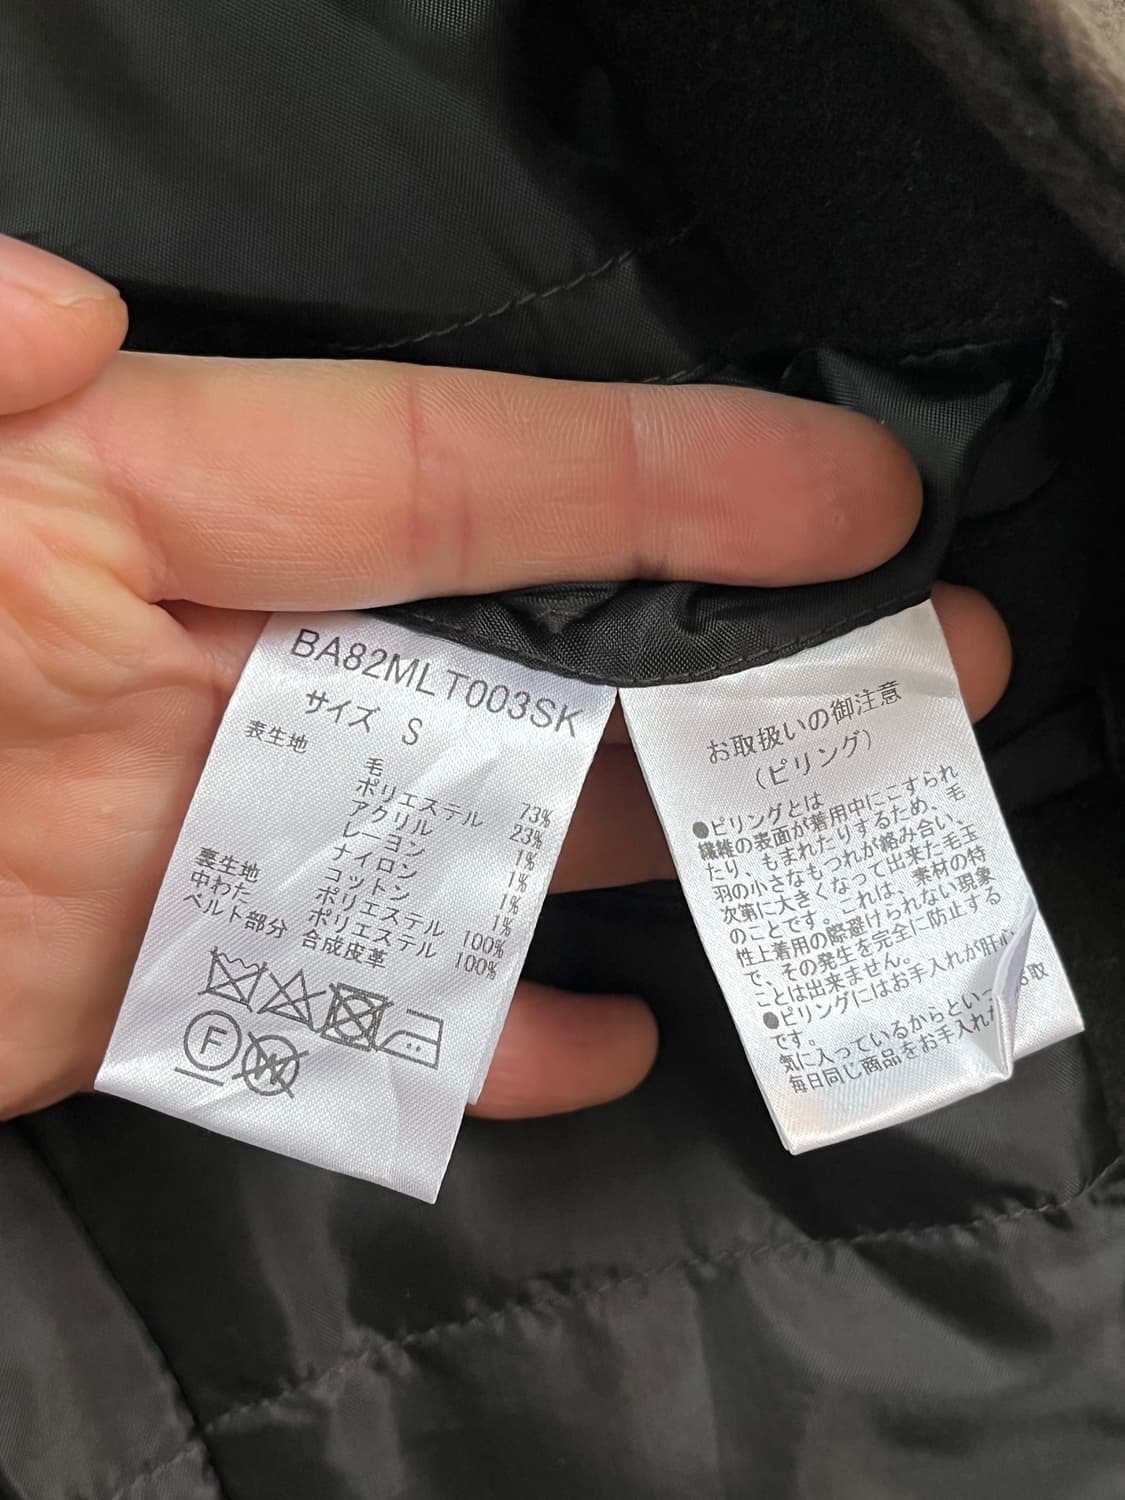 BA82MLT003SK
サイズ S
表生地
毛 73%
ポリエステル 23%
アクリル 1%
レーヨン 1%
ナイロン 1%
コットン 1%
裏生地 ポリエステル 100%
中わた ポリエステル 100%
ベルト部分 合成皮革
F
W
お取扱いの御注意
(ピリング)
●ピリングとは
繊維の表面が着用中にこすられ
たり、もまれたりするため、毛
羽の小さなもつれが絡み合い、
次第に大きくなって出来た毛玉
のことです。これは、素材の特
性上着用の際避けられない現象
で、その発生を完全に防止する
ことは出来ません。
●ピリングにはお手入れが肝心
です。
気に入っているからといっ
毎日同じ商品をお手入れ
取